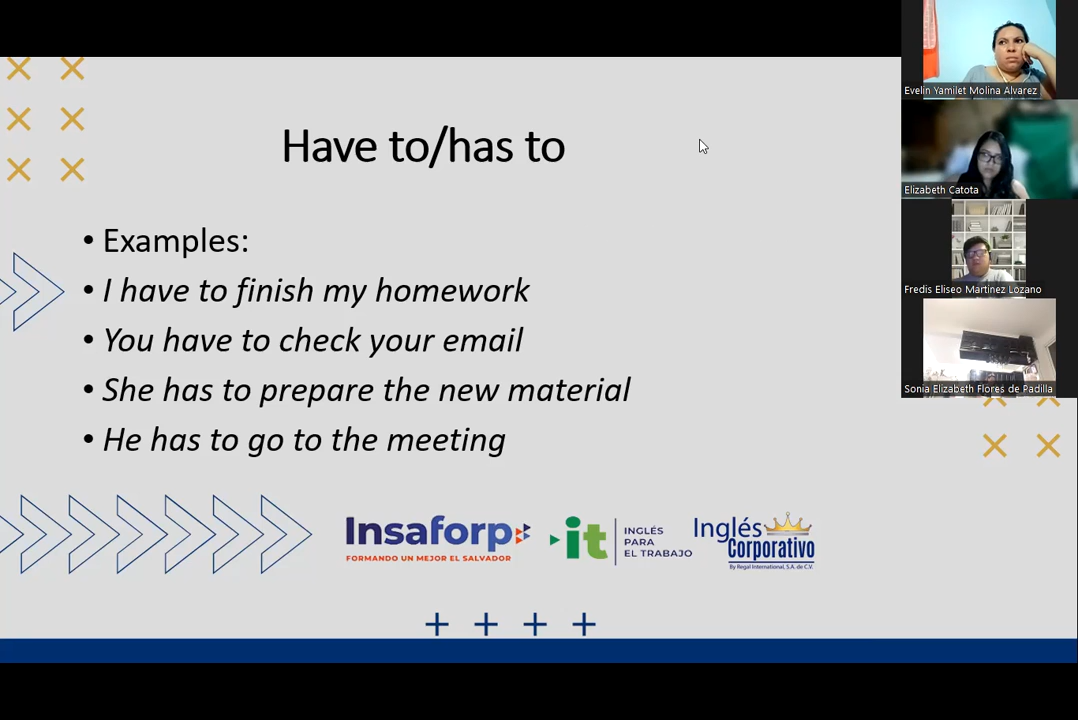 Have to/has to
• Examples:
• I have to finish my homework
• You have to check your email
• She has to prepare the new material
• He has to go to the meeting
Insaforp
FORMANDO UN MEJOR EL SALVADOR
it
INGLÉS
PARA
EL TRABAJO
Inglés
Corporativo
By Regal International, S.A. de C.V.
Evelin Yamilet Molina Alvarez
Elizabeth Catota
Fredis Eliseo Martinez Lozano
Sonia Elizabeth Flores de Padilla